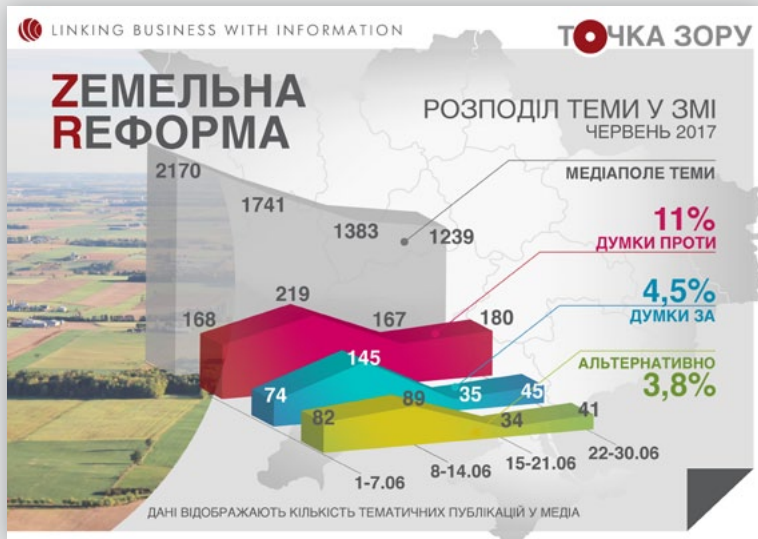 LINKING BUSINESS WITH INFORMATION
ТОЧКА ЗОРУ
ZЕМЕЛЬНА
RЕФОРМА
РОЗПОДІЛ ТЕМИ У ЗМІ
ЧЕРВЕНЬ 2017
2170
1741
1383
1239
МЕДІАПОЛЕ ТЕМИ
11%
ДУМКИ ПРОТИ
168
219
167
180
4,5%
ДУМКИ ЗА
74
145
35
45
АЛЬТЕРНАТИВНО
3,8%
82
89
34
41
1-7.06
8-14.06
15-21.06
22-30.06
ДАНІ ВІДОБРАЖАЮТЬ КІЛЬКІСТЬ ТЕМАТИЧНИХ ПУБЛІКАЦІЙ У МЕДІА